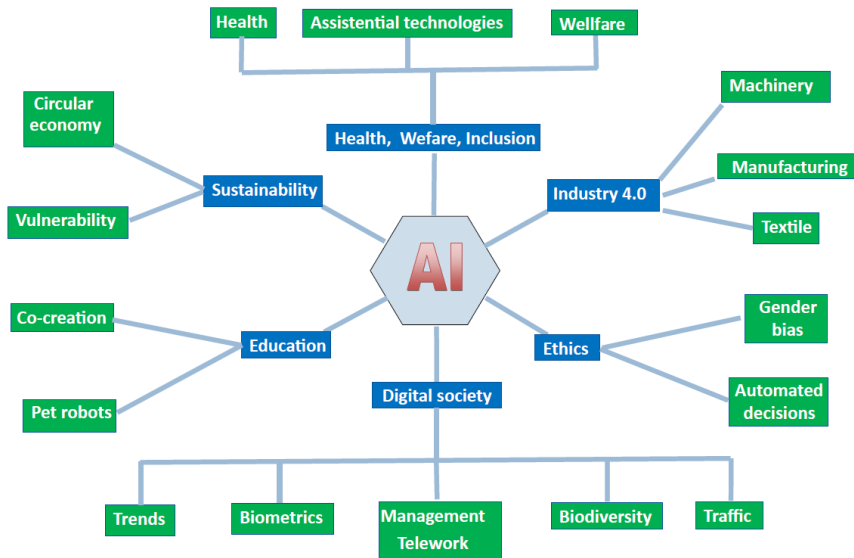 Health
Assistential technologies
Wellfare
Machinery
Circular
economy
Health, Wefare, Inclusion
Manufacturing
Sustainability
Industry 4.0
Vulnerability
Textile
AI
Co-creation
Gender
bias
Education
Ethics
Digital society
Pet robots
Automated
decisions
Trends
Biometrics
Management
Telework
Biodiversity
Traffic